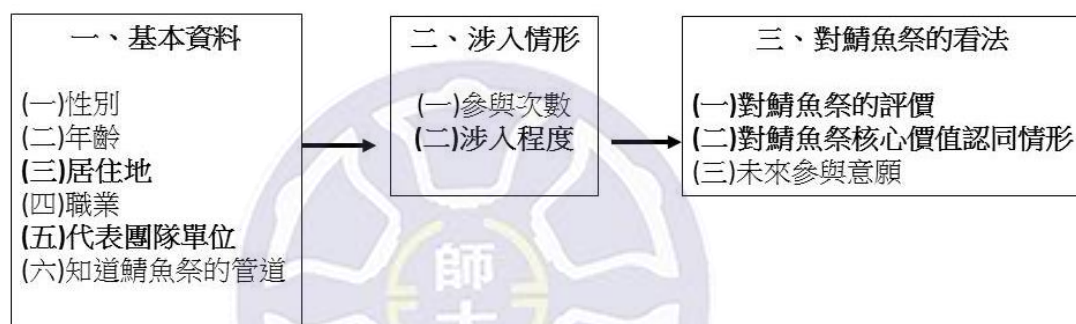 一、基本資料
(一)性別
(二)年齡
(三)居住地
(四)職業
(五)代表團隊單位
(六)知道鯖魚祭的管道
二、涉入情形
(一)參與次數
(二)涉入程度
三、對鯖魚祭的看法
(一)對鯖魚祭的評價
(二)對鯖魚祭核心價值認同情形
(三)未來參與意願
師